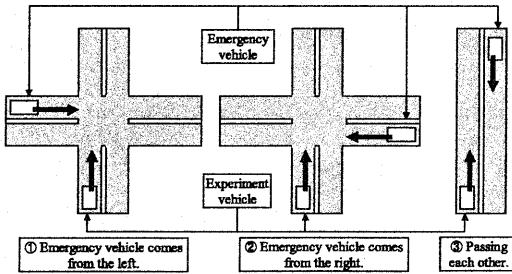 Emergency
vehicle
Experiment
vehicle
① Emergency vehicle comes
from the left.
② Emergency vehicle comes
from the right.
③ Passing
each other.